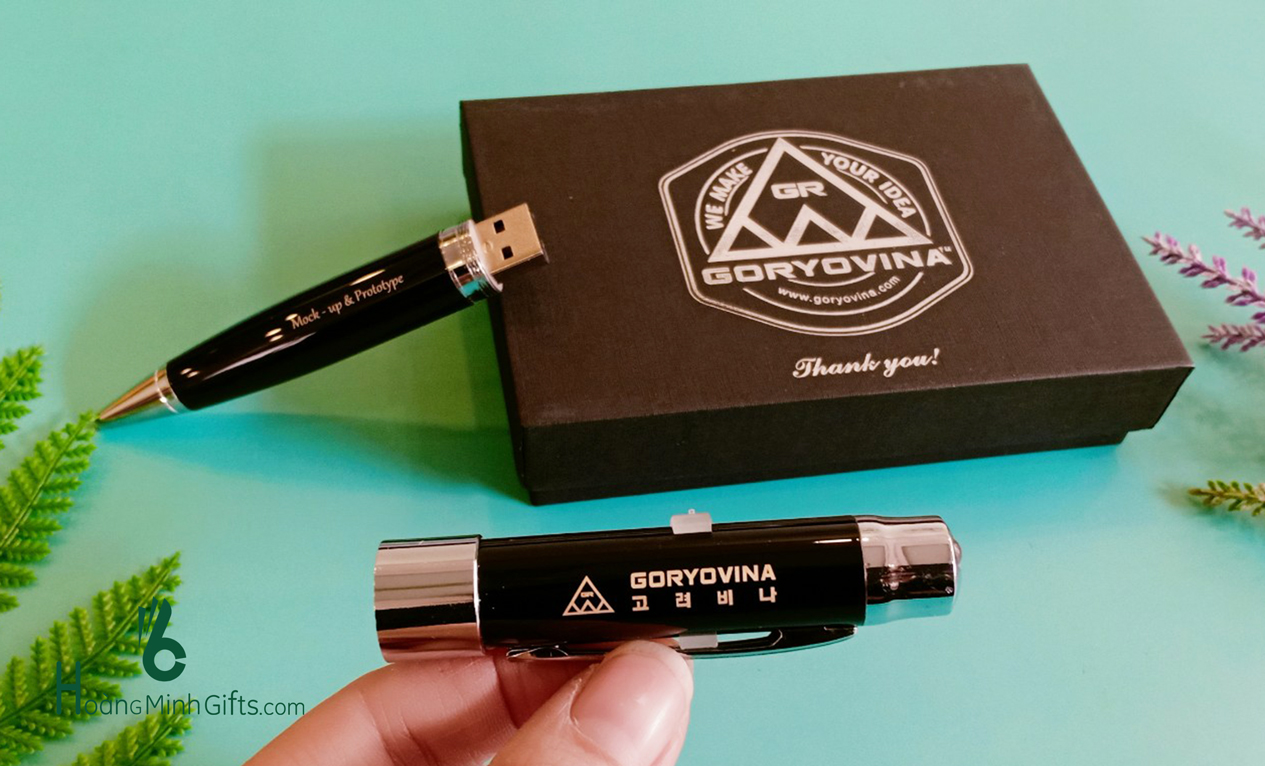 WE MAKE YOUR IDEA
GR
GORYOVINA™
www.goryovina.com
Thank you!
Mock - up & Prototype
GORYOVINA
고 려 비 나
HoangMinhGifts.com